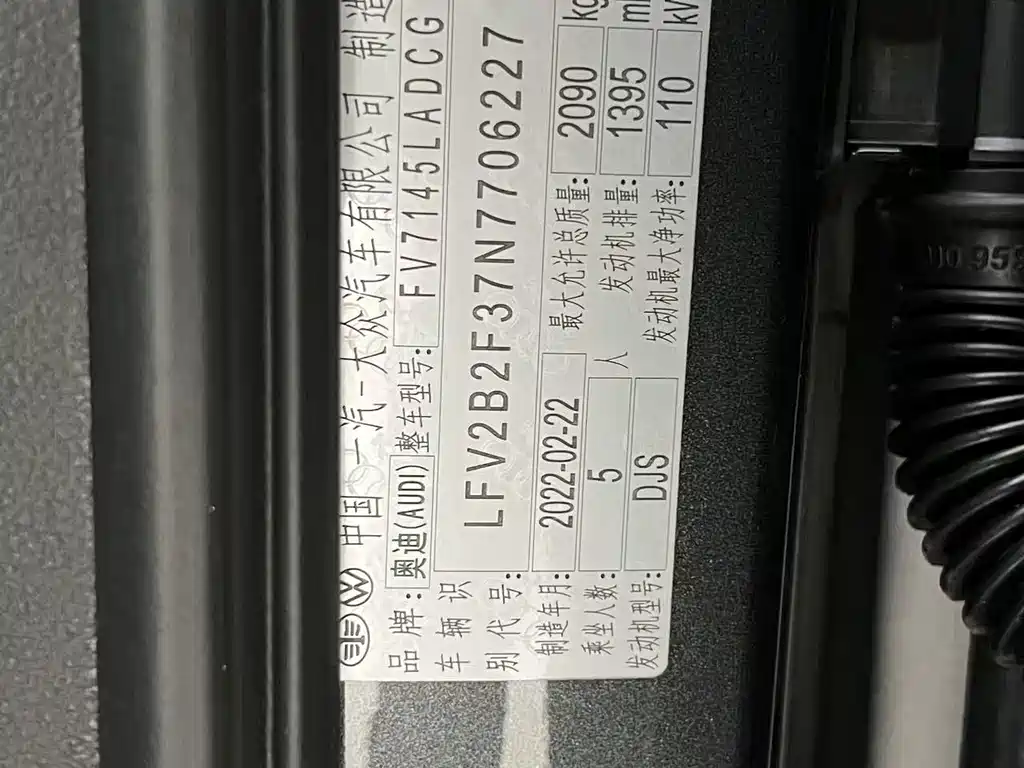 中国一汽-大众汽车有限公司 制造
品牌:奥迪(AUDI) 整车型号:FV7145LADCG
车辆识别代号:LFV2B2F37N7706227
制造年月:2022-02-22 最大允许总质量:2090 kg
乘坐人数:5 人 发动机排量:1395 ml
发动机型号:DJS 发动机最大净功率:110 kW